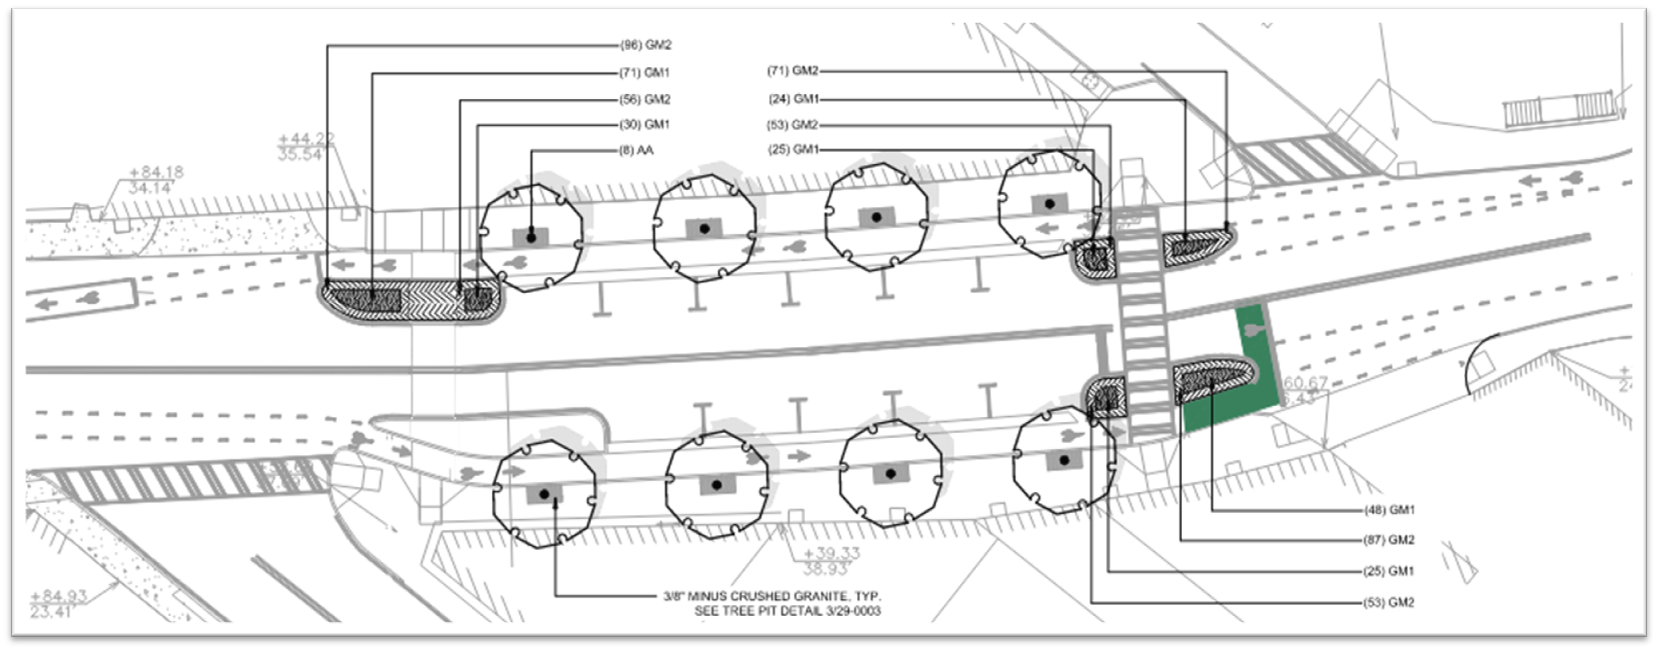 (96) GM2
(71) GM1
(56) GM2
(30) GM1
(8) AA
(71) GM2
(24) GM1
(53) GM2
(25) GM1
+44.22
35.54'
+84.18
34.14'
60.67
+39.33
38.93'
+84.93
23.41'
(48) GM1
(87) GM2
(25) GM1
(53) GM2
3/8" MINUS CRUSHED GRANITE, TYP.
SEE TREE PIT DETAIL 3/29-0003